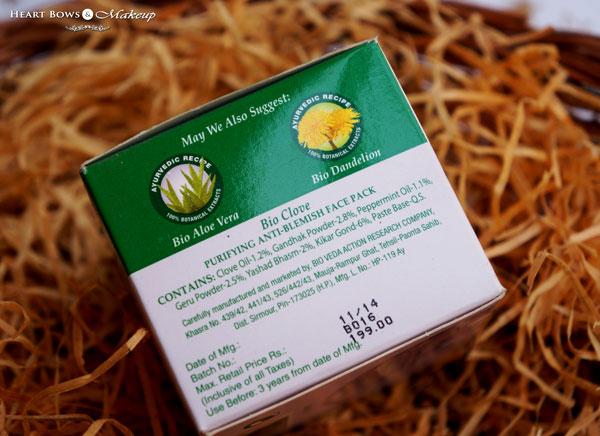 HEART BOWS & MAKEUP
May We Also Suggest:
AYURVEDIC RECIPE
100% BOTANICAL EXTRACTS
Bio Aloe Vera
AYURVEDIC RECIPE
100% BOTANICAL EXTRACTS
Bio Dandelion
Bio Clove
PURIFYING ANTI-BLEMISH FACE PACK
CONTAINS: Clove Oil-1.2%, Gandhak Powder-2.8%, Peppermint Oil-1.1%,
Geru Powder-2.5%, Yashad Bhasm-2%, Kikar Gond-6%, Paste Base-Q.S.
Carefully manufactured and marketed by: BIO VEDA ACTION RESEARCH COMPANY,
Khasra No. 439/42, 441/43, 526/442/43 Mauja-Rampur Ghat, Tehsil-Paonta Sahib,
Dist. Sirmour, Pin-173025 (H.P.), Mfg. L. No.: HP-119 Ay
Date of Mfg.: 11/14
Batch No.: B016
Max. Retail Price Rs.: 199.00
(Inclusive of all Taxes)
Use Before: 3 years from date of Mfg.